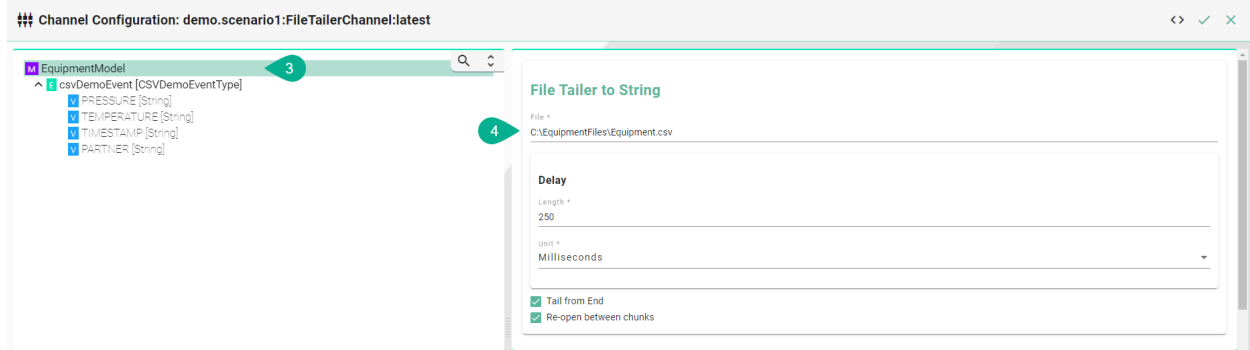 Channel Configuration: demo.scenario1:FileTailerChannel:latest
M EquipmentModel
3
E csvDemoEvent [CSVDemoEventType]
V PRESSURE [String]
V TEMPERATURE [String]
V TIMESTAMP [String]
V PARTNER [String]
File Tailer to String
File *
4
C:\EquipmentFiles\Equipment.csv
Delay
Length *
250
Unit *
Milliseconds
Tail from End
Re-open between chunks